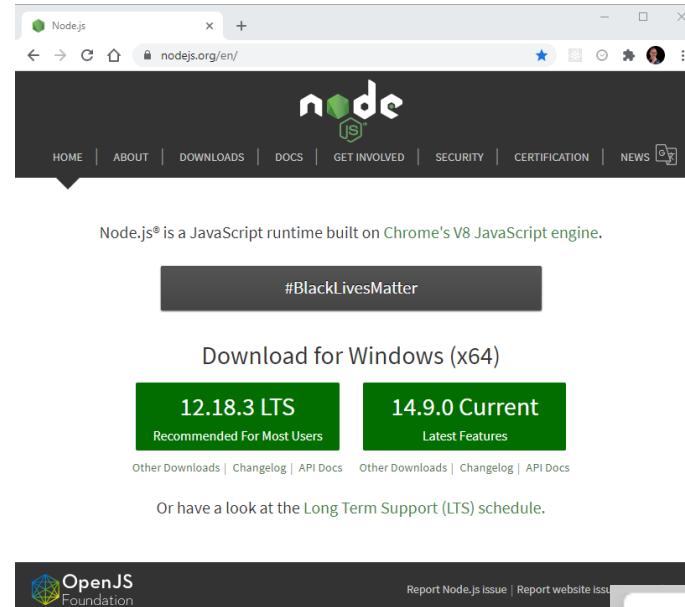 Node.js
nodejs.org/en/
node
JS
HOME | ABOUT | DOWNLOADS | DOCS | GET INVOLVED | SECURITY | CERTIFICATION | NEWS
Node.js® is a JavaScript runtime built on Chrome's V8 JavaScript engine.
#BlackLivesMatter
Download for Windows (x64)
12.18.3 LTS 14.9.0 Current
Recommended For Most Users Latest Features
Other Downloads | Changelog | API Docs Other Downloads | Changelog | API Docs
Or have a look at the Long Term Support (LTS) schedule.
OpenJS
Foundation
Report Node.js issue | Report website